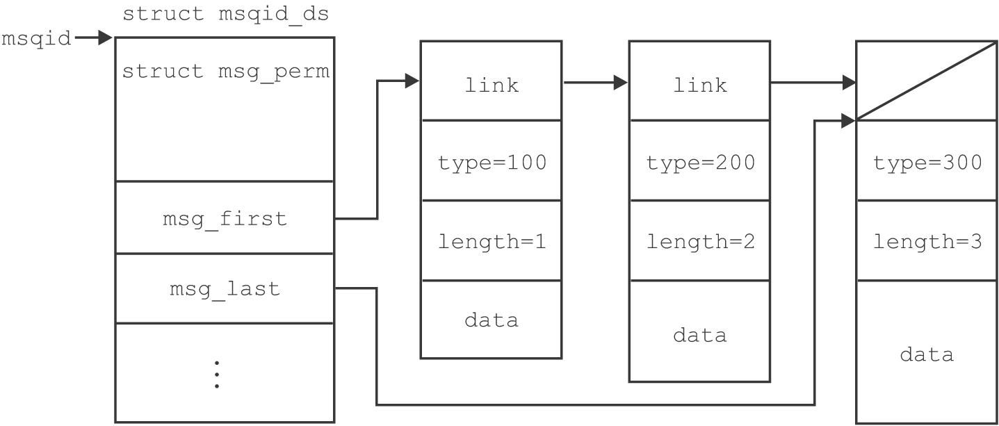 struct msqid_ds
msqid
struct msg_perm
msg_first
msg_last
link
type=100
length=1
data
link
type=200
length=2
data
type=300
length=3
data